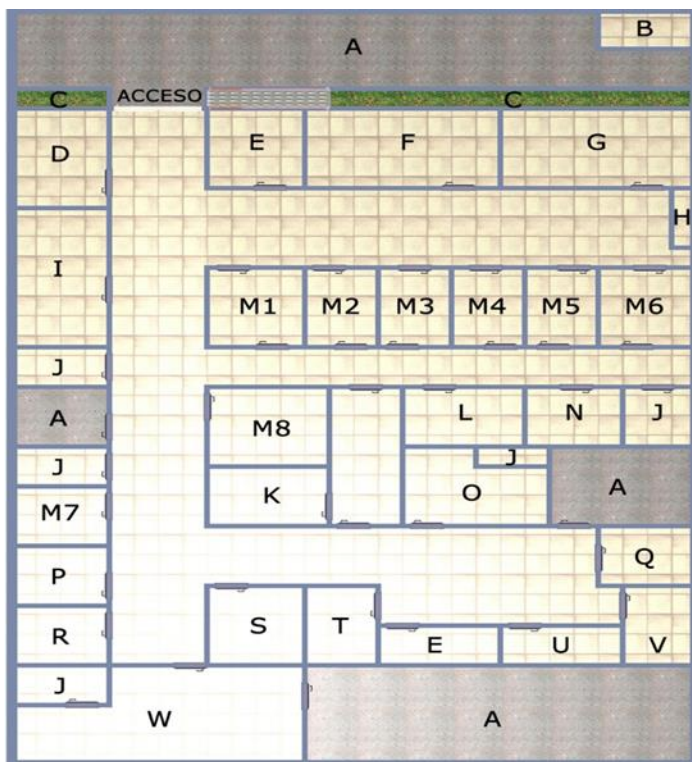 B
A
C ACCESO C
D E F G
H
I
M1 M2 M3 M4 M5 M6
J
A M8 L N J
J K O J A
M7
P Q
R S T E U V
J
W A